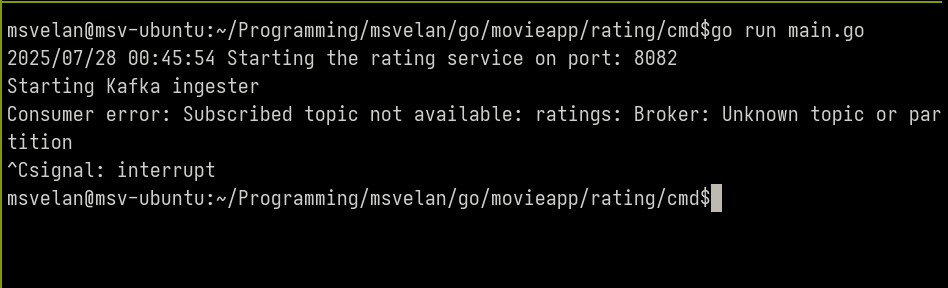 msvelan@msv-ubuntu:~/Programming/msvelan/go/movieapp/rating/cmd$go run main.go
2025/07/28 00:45:54 Starting the rating service on port: 8082
Starting Kafka ingester
Consumer error: Subscribed topic not available: ratings: Broker: Unknown topic or par
tition
^Csignal: interrupt
msvelan@msv-ubuntu:~/Programming/msvelan/go/movieapp/rating/cmd$